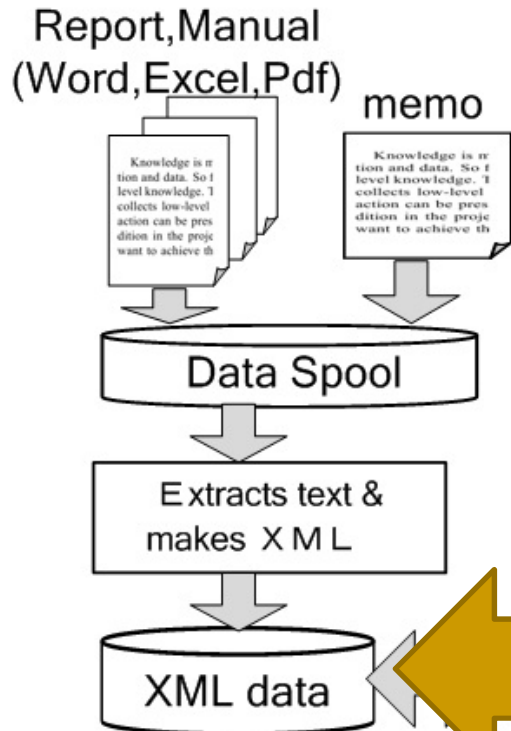 Report,Manual
(Word,Excel,Pdf)
memo
Knowledge is
tion and data. So f
level knowledge.
collects low-level
action can be pres
dition in the proje
want to achieve th
Knowledge is
tion and data. So f
level knowledge.
collects low-level
action can be pres
dition in the proje
want to achieve th
Data Spool
Extracts text &
makes XML
XML data